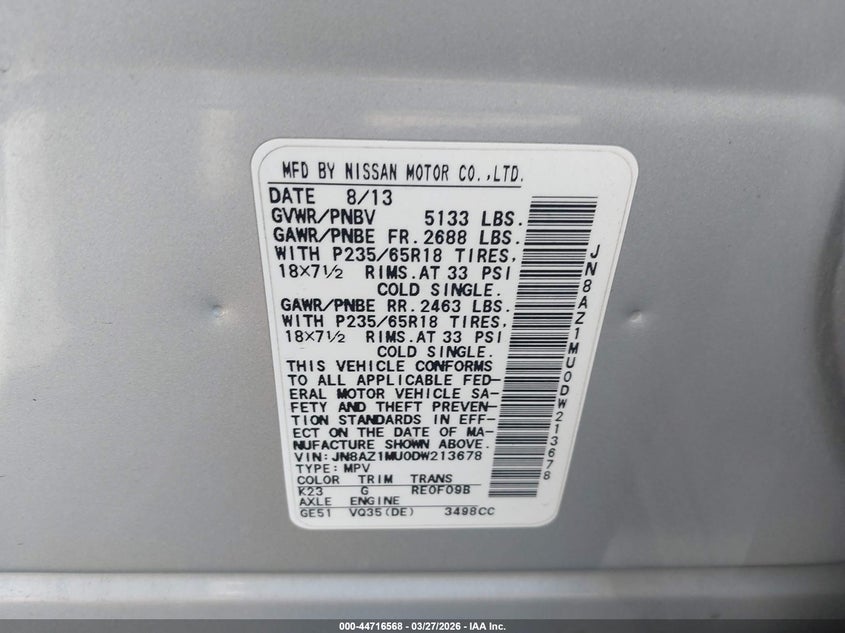 MFD BY NISSAN MOTOR CO.,LTD.
DATE 8/13
GVWR/PNBV 5133 LBS.
GAWR/PNBE FR. 2688 LBS.
WITH P235/65R18 TIRES,
18×7½ RIMS.AT 33 PSI
COLD SINGLE.
GAWR/PNBE RR. 2463 LBS.
WITH P235/65R18 TIRES,
18×7½ RIMS.AT 33 PSI
COLD SINGLE.
THIS VEHICLE CONFORMS
TO ALL APPLICABLE FED-
ERAL MOTOR VEHICLE SA-
FETY AND THEFT PREVEN-
TION STANDARDS IN EFF-
ECT ON THE DATE OF MA-
NUFACTURE SHOWN ABOVE.
VIN:JN8AZ1MU0DW213678
TYPE:MPV
COLOR TRIM TRANS
K23 G RE0F09B
AXLE ENGINE
GE51 VQ35(DE) 3498CC
JN8AZ1MU0DW213678
000-44716568 | 03/27/2026 | IAA Inc.